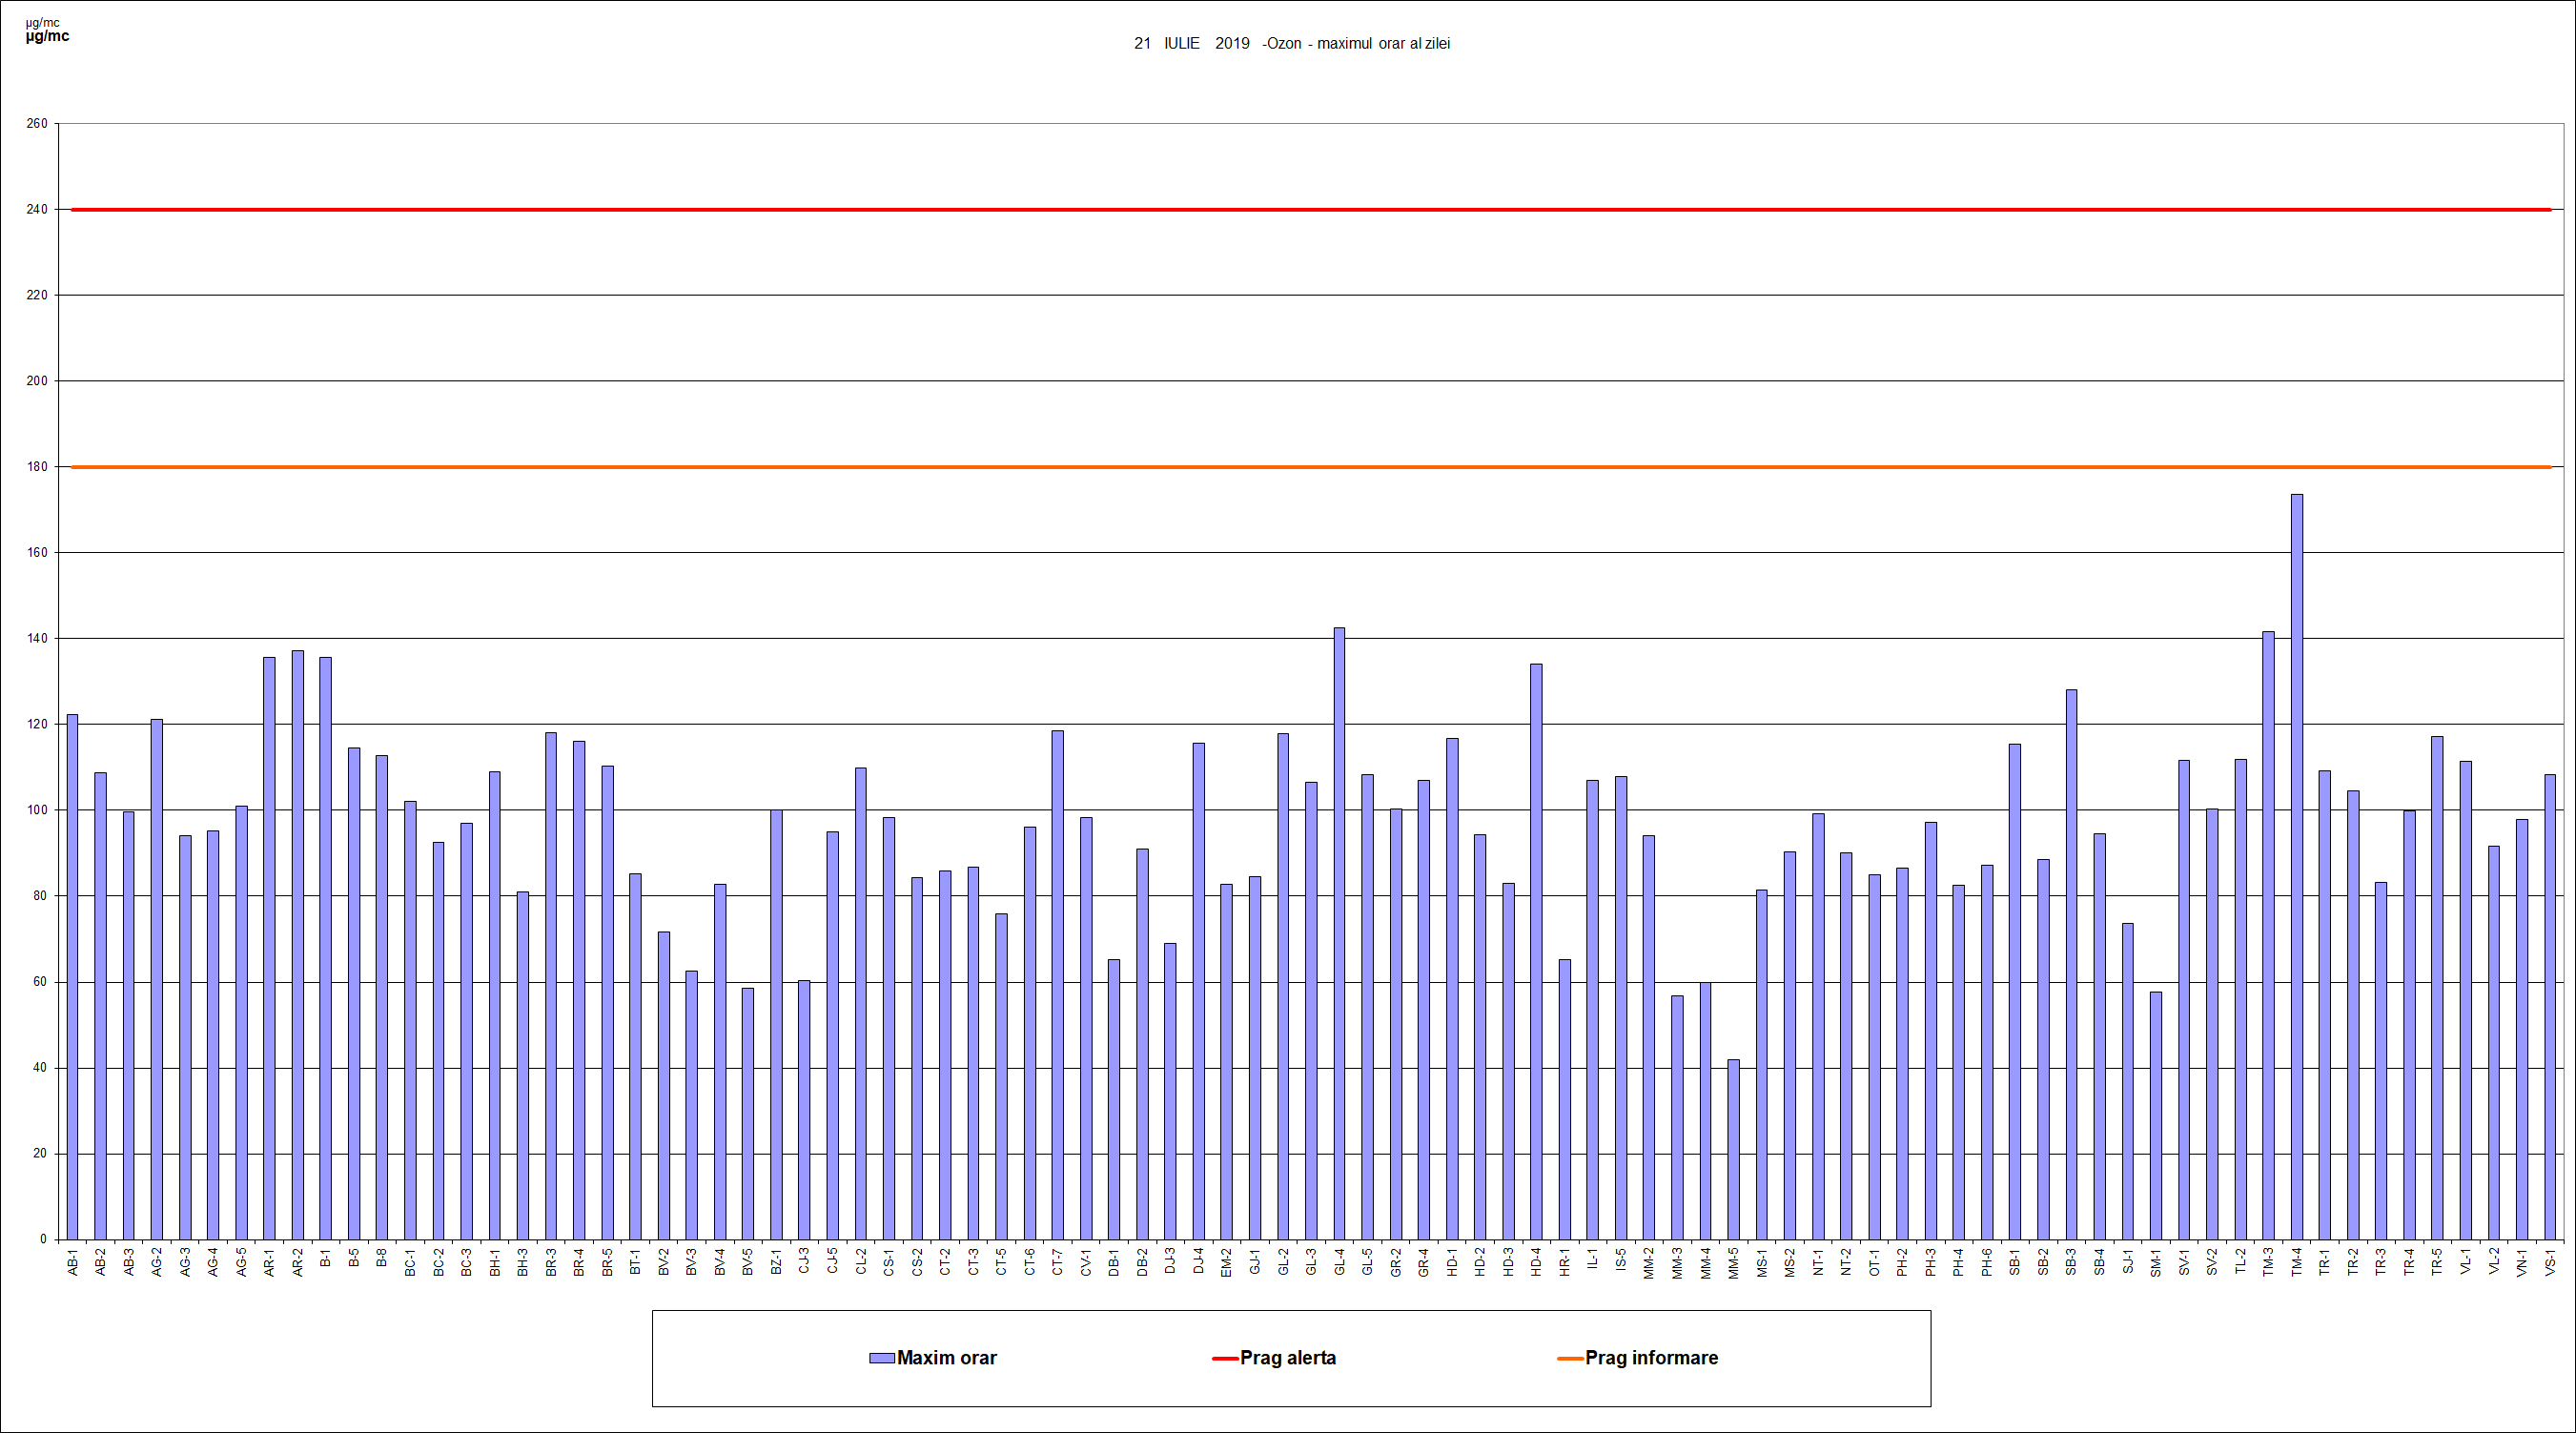 µg/mc
µg/mc
21 IULIE 2019 -Ozon - maximul orar al zilei
260
240
220
200
180
160
140
120
100
80
60
40
20
0
AB-1 AB-2 AB-3 AG-2 AG-3 AG-4 AG-5 AR-1 AR-2 B-1 B-5 B-8 BC-1 BC-2 BC-3 BH-1 BH-3 BR-3 BR-4 BR-5 BT-1 BV-2 BV-3 BV-4 BV-5 BZ-1 CJ-3 CJ-5 CL-2 CS-1 CS-2 CT-2 CT-3 CT-5 CT-6 CT-7 CV-1 DB-1 DB-2 DJ-3 DJ-4 EM-2 GJ-1 GL-2 GL-3 GL-4 GL-5 GR-2 GR-4 HD-1 HD-2 HD-3 HD-4 HR-1 IL-1 IS-5 MM-2 MM-3 MM-4 MM-5 MS-1 MS-2 NT-1 NT-2 OT-1 PH-2 PH-3 PH-4 PH-6 SB-1 SB-2 SB-3 SB-4 SJ-1 SM-1 SV-1 SV-2 TL-2 TM-3 TM-4 TR-1 TR-2 TR-3 TR-4 TR-5 VL-1 VL-2 VN-1 VS-1
Maxim orar Prag alerta Prag informare